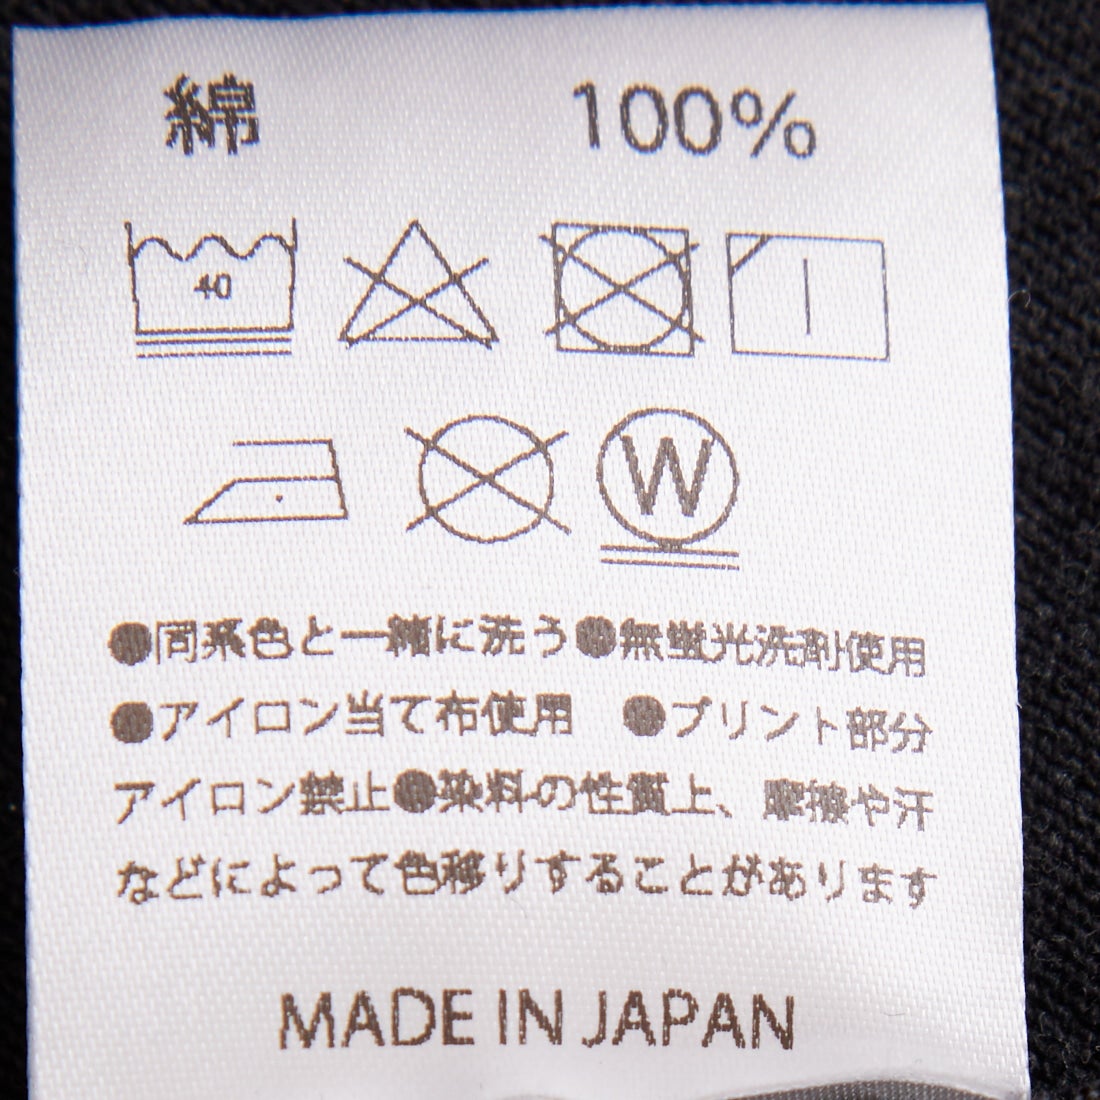 綿 100%
40
W
●同系色と一緒に洗う●無蛍光洗剤使用
●アイロン当て布使用 ●プリント部分
アイロン禁止●染料の性質上、摩擦や汗
などによって色移りすることがあります
MADE IN JAPAN